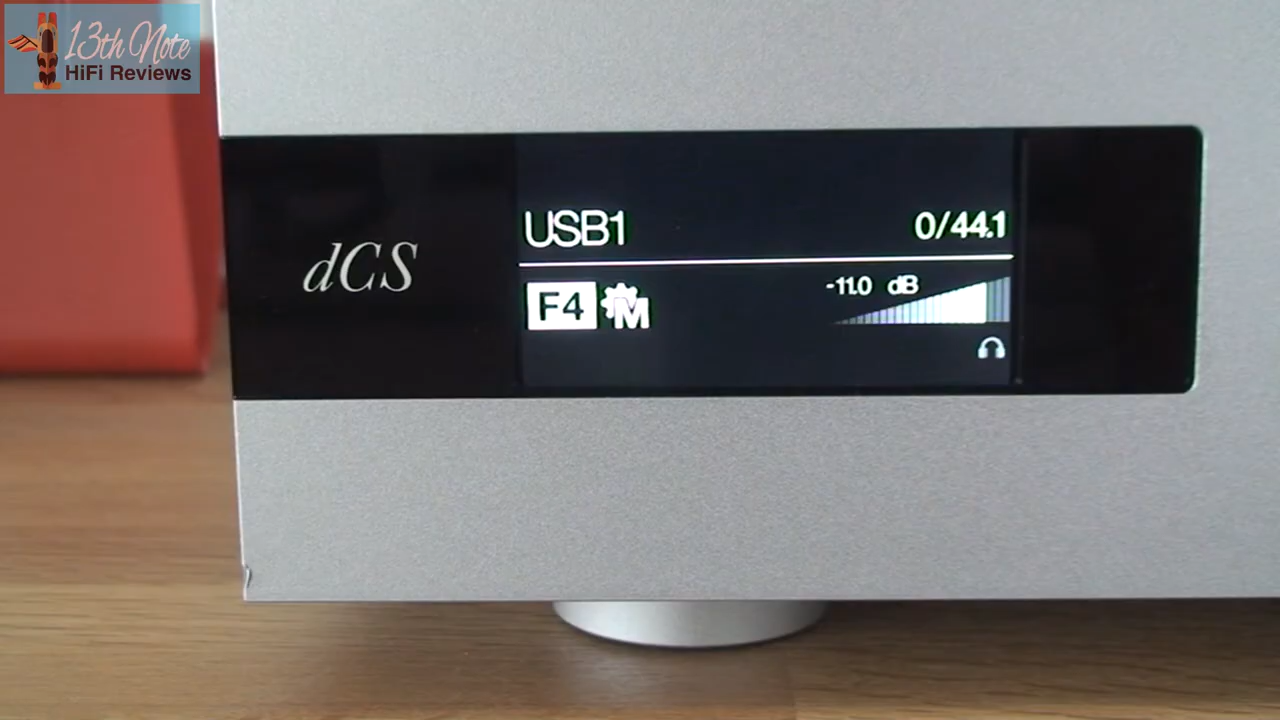 13th Note
HiFi Reviews
dCS
USB1
0/44.1
F4
M
-11.0 dB